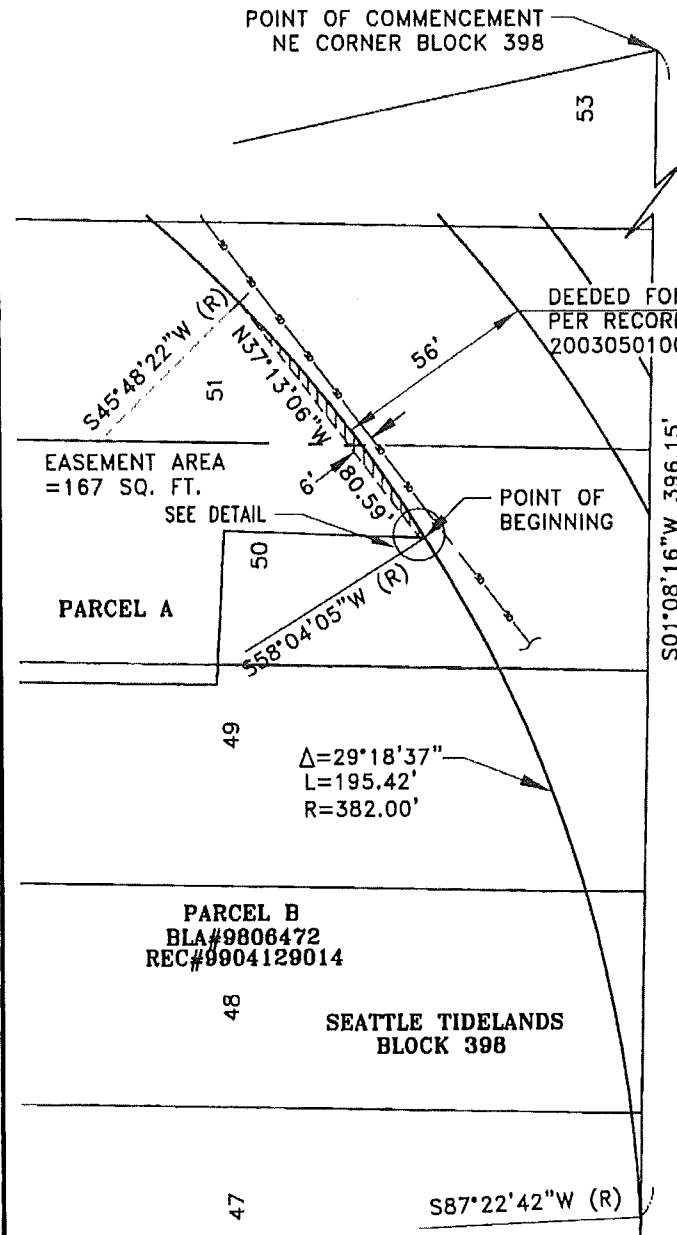 POINT OF COMMENCEMENT
NE CORNER BLOCK 398
53
DEEDED FOR
PER RECOR
2003050100
56'
S45°48'22"W (R)
N37°13'06"W
80.59'
51
EASEMENT AREA
=167 SQ. FT.
6'
SEE DETAIL
POINT OF
BEGINNING
S01°08'16"W 396.15'
50
PARCEL A
S58°04'05"W (R)
49
Δ=29°18'37"
L=195.42'
R=382.00'
PARCEL B
BLA#9806472
REC#9904129014
48
SEATTLE TIDELANDS
BLOCK 398
47
S87°22'42"W (R)